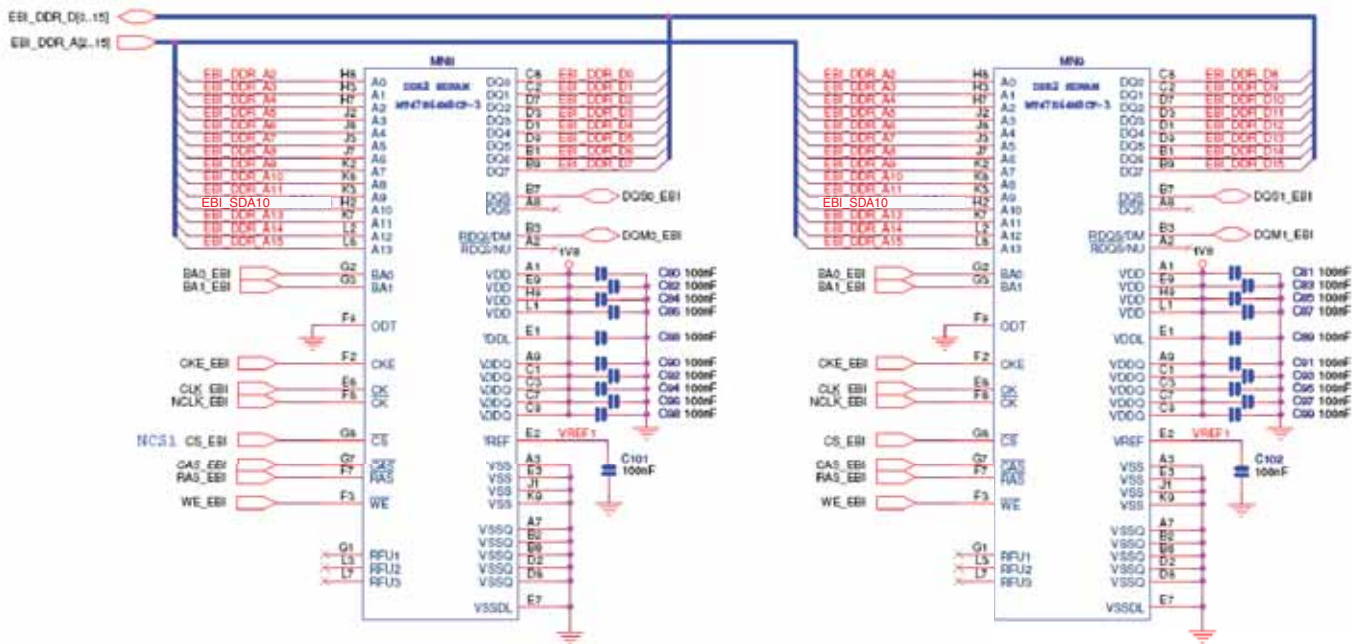 EBI_DDR_D[0..15]
EBI_DDR_A[2..15]
MN8
DDR2 SDRAM
EBI_DDR_A2 H8 A0 DQ0 C8 EBI_DDR_D0
EBI_DDR_A3 H3 A1 DQ1 C2 EBI_DDR_D1
EBI_DDR_A4 H7 A2 DQ2 D7 EBI_DDR_D2
EBI_DDR_A5 J2 A3 DQ3 D3 EBI_DDR_D3
EBI_DDR_A6 J8 A4 DQ4 D1 EBI_DDR_D4
EBI_DDR_A7 J3 A5 DQ5 D9 EBI_DDR_D5
EBI_DDR_A8 J7 A6 DQ6 B1 EBI_DDR_D6
EBI_DDR_A9 K2 A7 DQ7 B9 EBI_DDR_D7
EBI_DDR_A10 K8 A8
EBI_DDR_A11 K3 A9 DQS B7 DQS0_EBI
EBI_SDA10 H2 A10 DQS A8
EBI_DDR_A13 K7 A11
EBI_DDR_A14 L2 A12 RDQS/DM B3 DQM0_EBI
EBI_DDR_A15 L8 A13 RDQS/NU A2
1V8
BA0_EBI G2 BA0 VDD A1 C80 100nF
BA1_EBI G3 BA1 VDD E9 C82 100nF
VDD H9 C84 100nF
VDD L1 C86 100nF
F9 ODT
VDDL E1 C88 100nF
CKE_EBI F2 CKE VDDQ A9 C90 100nF
VDDQ C1 C92 100nF
CLK_EBI E8 CK VDDQ C3 C94 100nF
NCLK_EBI F8 CK VDDQ C7 C96 100nF
VDDQ C9 C98 100nF
NCS1 CS_EBI G8 CS VREF E2 VREF1
C101
100nF
CAS_EBI G7 CAS VSS A3
RAS_EBI F7 RAS VSS E3
VSS J1
WE_EBI F3 WE VSS K9
VSSQ A7
VSSQ B2
G1 RFU1 VSSQ B8
L3 RFU2 VSSQ D2
L7 RFU3 VSSQ D8
VSSDL E7
MN9
DDR2 SDRAM
EBI_DDR_A2 H8 A0 DQ0 C8 EBI_DDR_D8
EBI_DDR_A3 H3 A1 DQ1 C2 EBI_DDR_D9
EBI_DDR_A4 H7 A2 DQ2 D7 EBI_DDR_D10
EBI_DDR_A5 J2 A3 DQ3 D3 EBI_DDR_D11
EBI_DDR_A6 J8 A4 DQ4 D1 EBI_DDR_D12
EBI_DDR_A7 J3 A5 DQ5 D9 EBI_DDR_D13
EBI_DDR_A8 J7 A6 DQ6 B1 EBI_DDR_D14
EBI_DDR_A9 K2 A7 DQ7 B9 EBI_DDR_D15
EBI_DDR_A10 K8 A8
EBI_DDR_A11 K3 A9 DQS B7 DQS1_EBI
EBI_SDA10 H2 A10 DQS A8
EBI_DDR_A13 K7 A11
EBI_DDR_A14 L2 A12 RDQS/DM B3 DQM1_EBI
EBI_DDR_A15 L8 A13 RDQS/NU A2
1V8
BA0_EBI G2 BA0 VDD A1 C81 100nF
BA1_EBI G3 BA1 VDD E9 C83 100nF
VDD H9 C85 100nF
VDD L1 C87 100nF
F9 ODT
VDDL E1 C89 100nF
CKE_EBI F2 CKE VDDQ A9 C91 100nF
VDDQ C1 C93 100nF
CLK_EBI E8 CK VDDQ C3 C95 100nF
NCLK_EBI F8 CK VDDQ C7 C97 100nF
VDDQ C9 C99 100nF
CS_EBI G8 CS VREF E2 VREF1
C102
100nF
CAS_EBI G7 CAS VSS A3
RAS_EBI F7 RAS VSS E3
VSS J1
WE_EBI F3 WE VSS K9
VSSQ A7
VSSQ B2
G1 RFU1 VSSQ B8
L3 RFU2 VSSQ D2
L7 RFU3 VSSQ D8
VSSDL E7